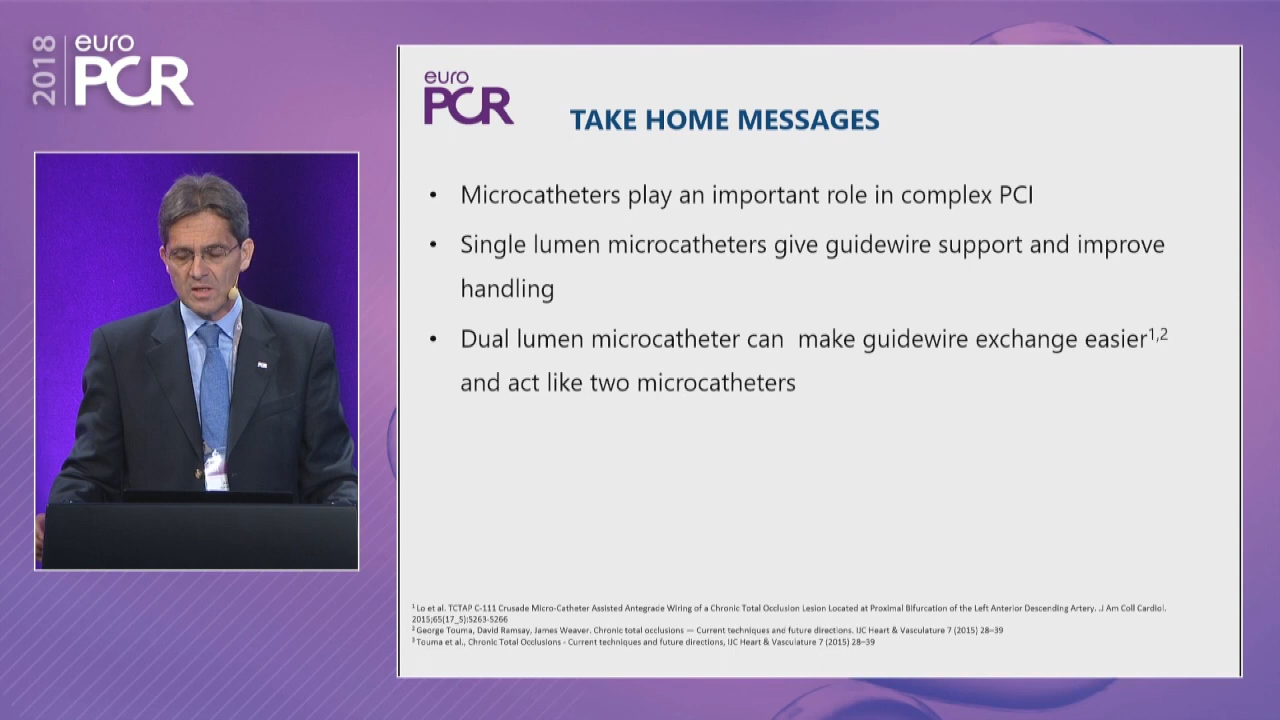 2018
euro
PCR
euro
PCR
TAKE HOME MESSAGES
• Microcatheters play an important role in complex PCI
• Single lumen microcatheters give guidewire support and improve
handling
• Dual lumen microcatheter can  make guidewire exchange easier1,2
and act like two microcatheters
PCR
1 Lo et al. TCTAP C-111 Crusade Micro-Catheter Assisted Antegrade Wiring of a Chronic Total Occlusion Lesion Located at Proximal Bifurcation of the Left Anterior Descending Artery. .J Am Coll Cardiol.
2015;65(17_S):S263-S266
2 George Touma, David Ramsay, James Weaver. Chronic total occlusions — Current techniques and future directions. IJC Heart & Vasculature 7 (2015) 28–39
3 Touma et al., Chronic Total Occlusions - Current techniques and future directions, IJC Heart & Vasculature 7 (2015) 28–39